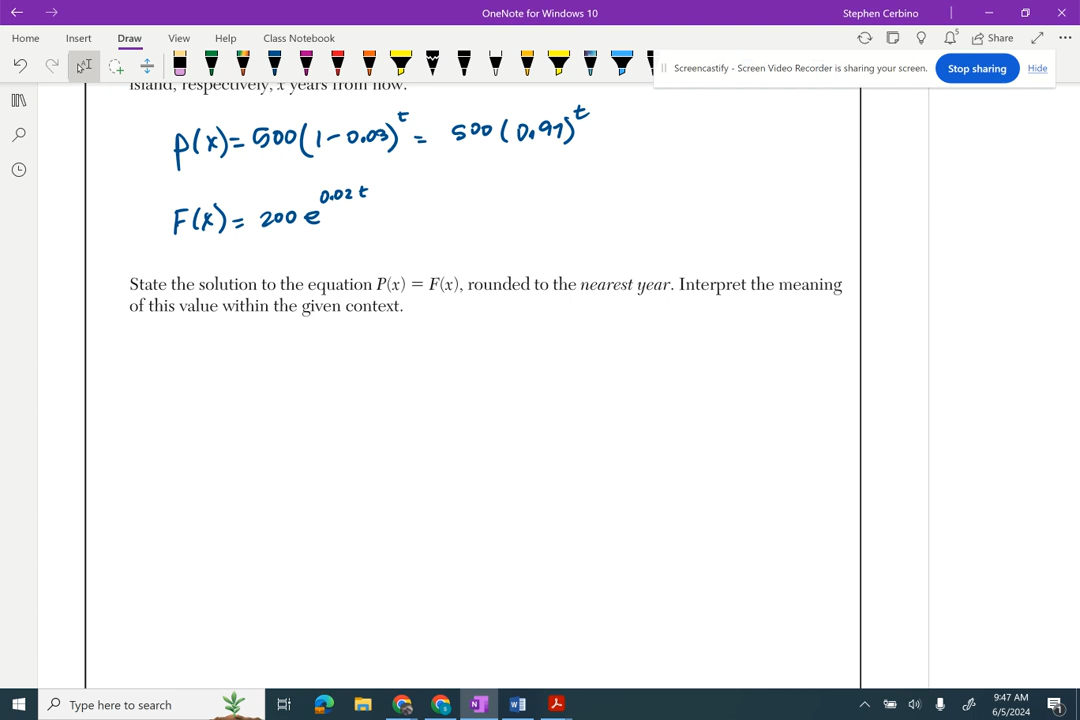 OneNote for Windows 10
Stephen Cerbino
Home Insert Draw View Help Class Notebook
Share
Screencastify - Screen Video Recorder is sharing your screen. Stop sharing Hide
island, respectively, x years from now.
P(x) = 500(1 - 0.03)^t = 500(0.97)^t
F(x) = 200 e^0.02t
State the solution to the equation P(x) = F(x), rounded to the nearest year. Interpret the meaning
of this value within the given context.
Type here to search
9:47 AM
6/5/2024